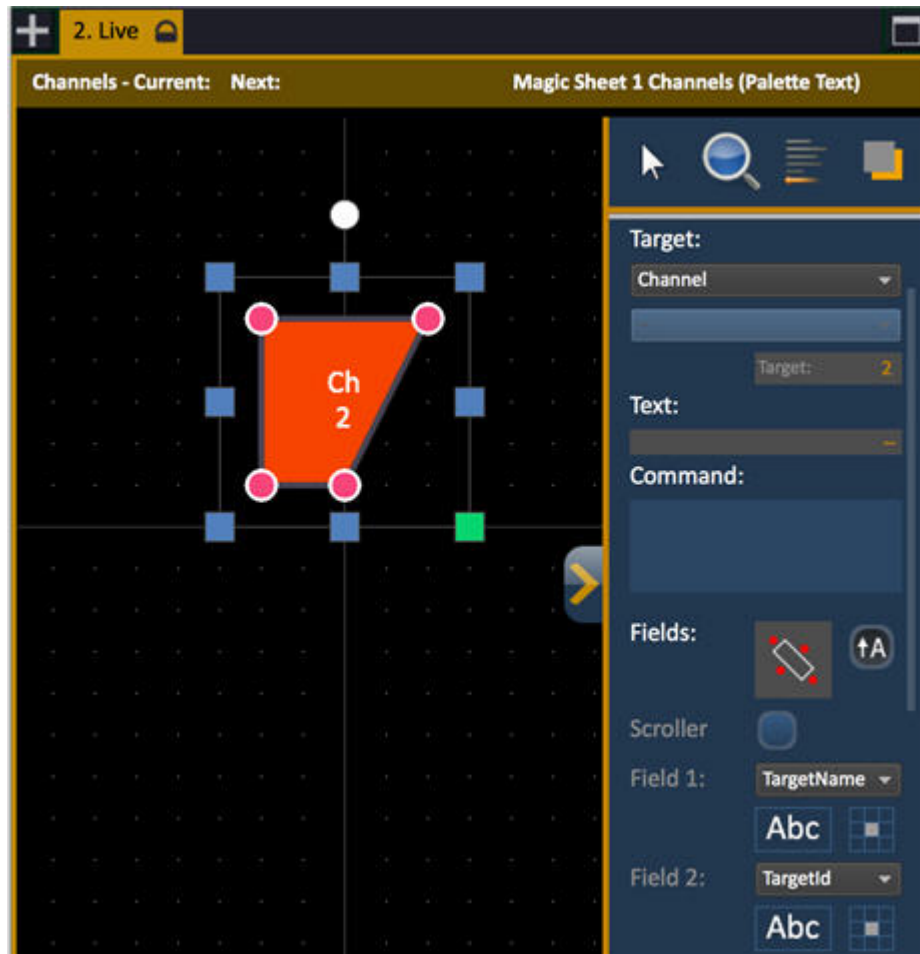 2. Live
Channels - Current: Next:
Magic Sheet 1 Channels (Palette Text)
Target:
Channel
Target: 2
Text:
Command:
Ch
2
Fields:
A
Scroller
Field 1: TargetName
Abc
Field 2: TargetId
Abc